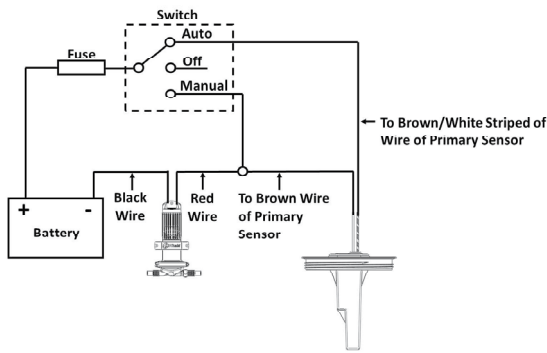 Switch
Auto
Fuse
Off
Manual
To Brown/White Striped of
Wire of Primary Sensor
Black
Wire
Red
Wire
To Brown Wire
of Primary
Sensor
+ -
Battery